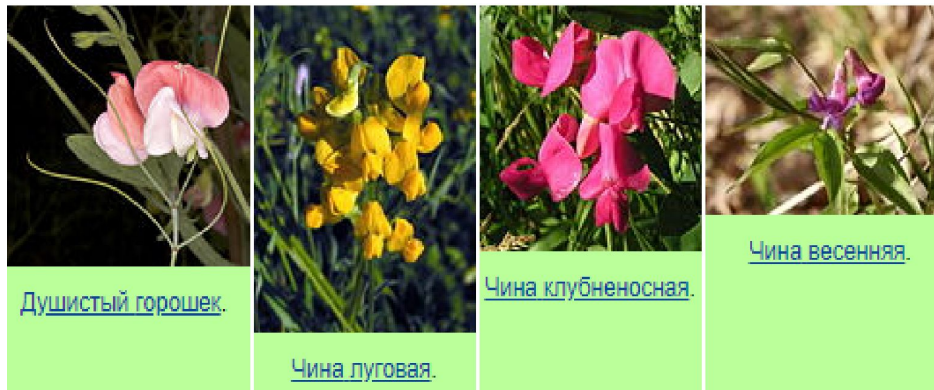 Душистый горошек.
Чина луговая.
Чина клубненосная.
Чина весенняя.